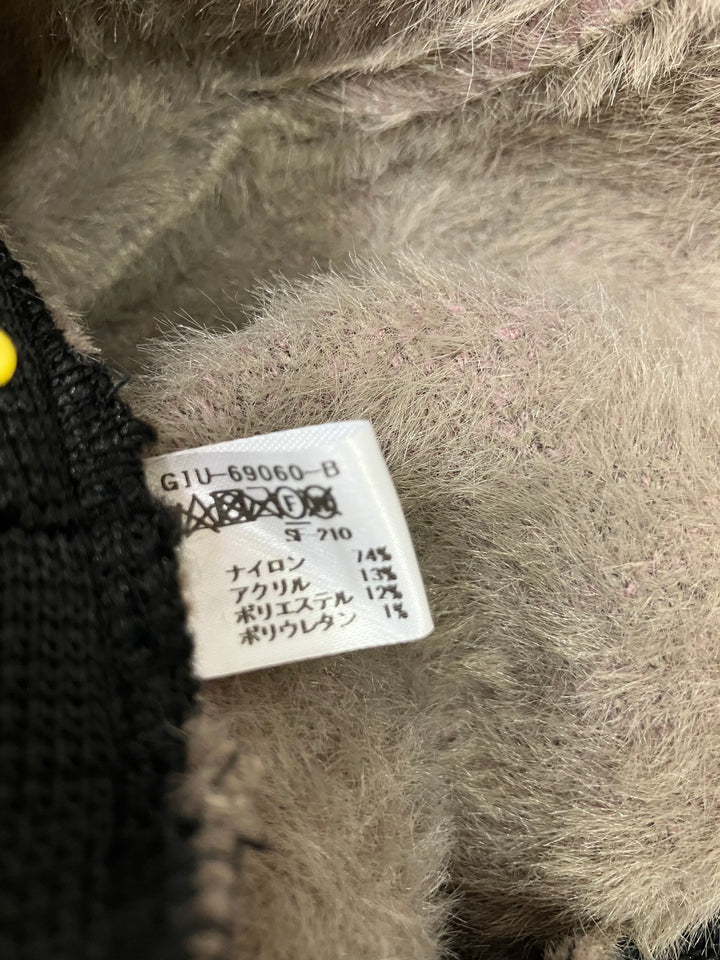 GIU-69060-B
F
SF 210
ナイロン 74%
アクリル 13%
ポリエステル 12%
ポリウレタン 1%